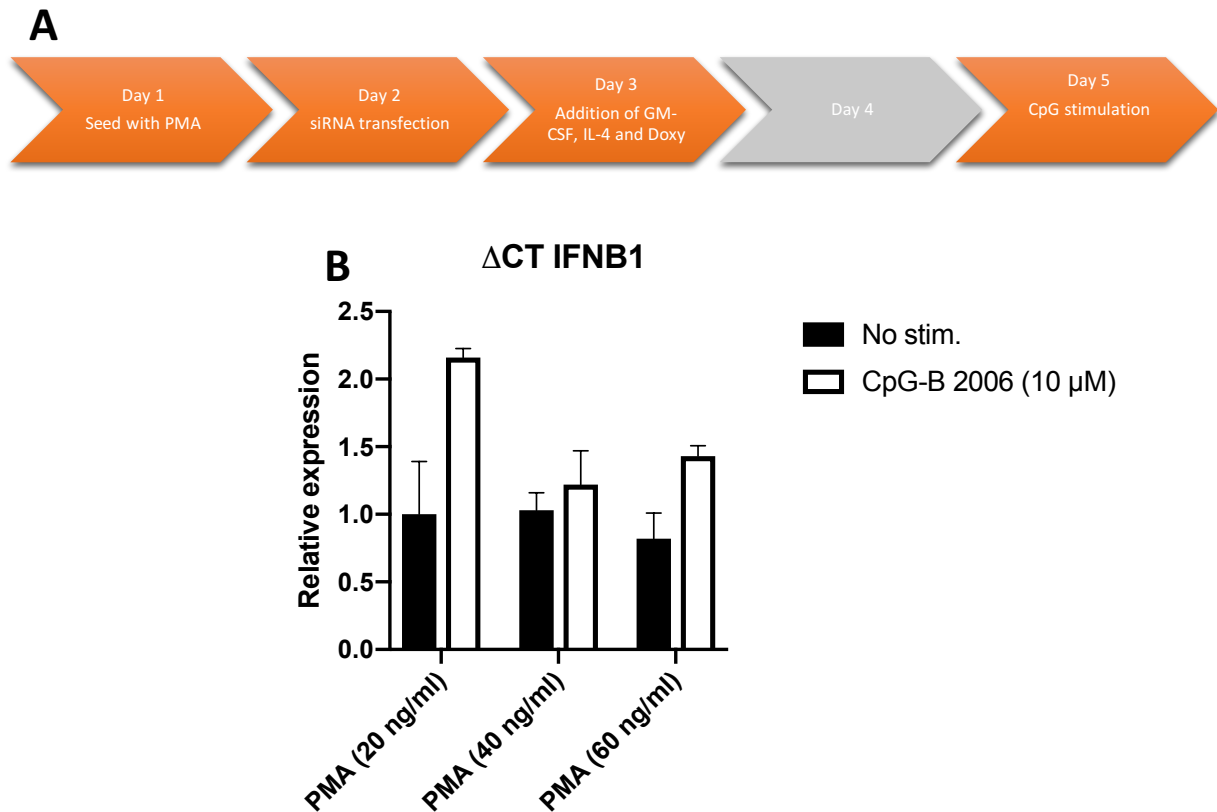 A
Day 1
Seed with PMA
Day 2
siRNA transfection
Day 3
Addition of GM-
CSF, IL-4 and Doxy
Day 4
Day 5
CpG stimulation
B
ΔCT IFNB1
Relative expression
2.5
2.0
1.5
1.0
0.5
0.0
PMA (20 ng/ml)
PMA (40 ng/ml)
PMA (60 ng/ml)
No stim.
CpG-B 2006 (10 µM)